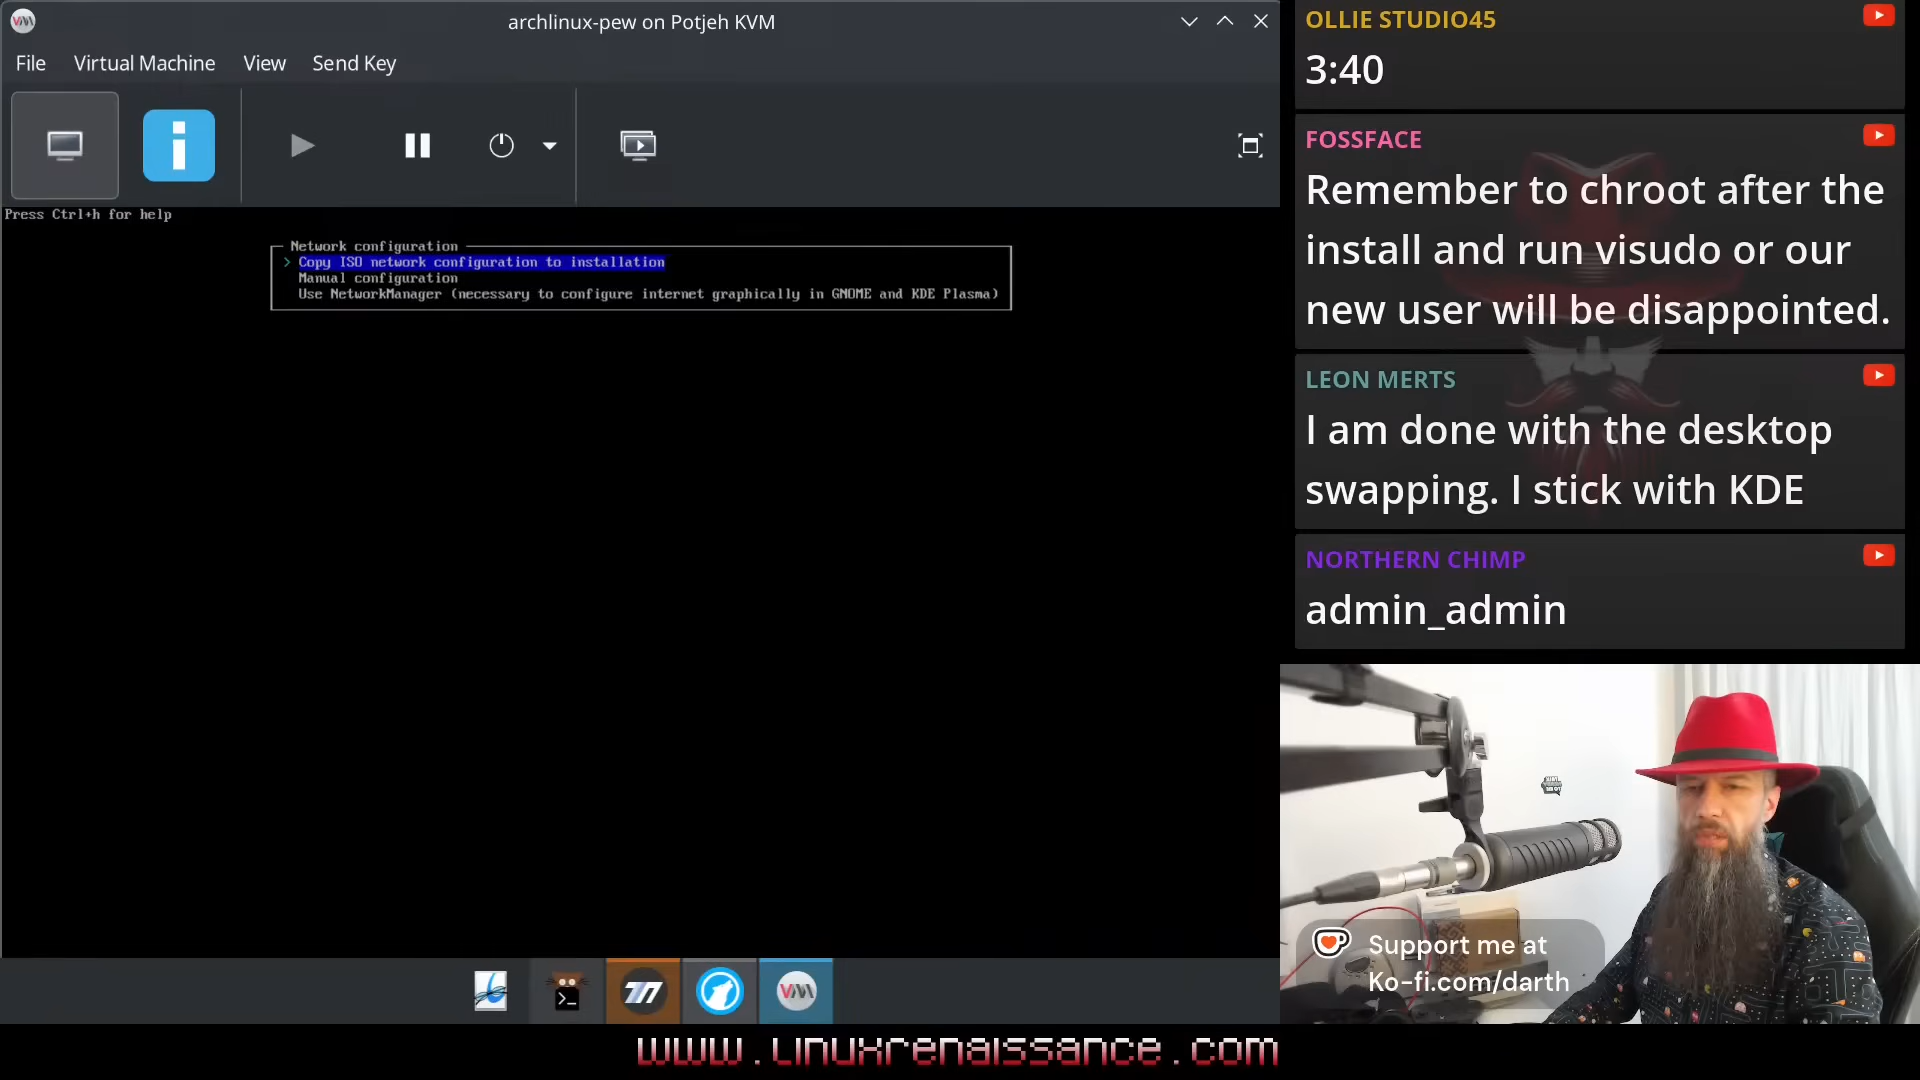 archlinux-pew on Potjeh KVM
File Virtual Machine View Send Key
Press Ctrl+h for help
Network configuration
> Copy ISO network configuration to installation
Manual configuration
Use NetworkManager (necessary to configure internet graphically in GNOME and KDE Plasma)
OLLIE STUDIO45
3:40
FOSSFACE
Remember to chroot after the
install and run visudo or our
new user will be disappointed.
LEON MERTS
I am done with the desktop
swapping. I stick with KDE
NORTHERN CHIMP
admin_admin
Support me at
Ko-fi.com/darth
www.linuxrenaissance.com